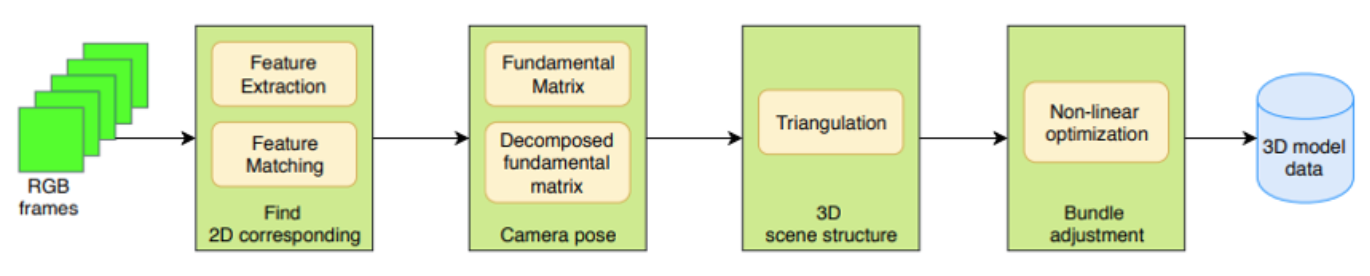 RGB
frames
Feature
Extraction
Feature
Matching
Find
2D corresponding
Fundamental
Matrix
Decomposed
fundamental
matrix
Camera pose
Triangulation
3D
scene structure
Non-linear
optimization
Bundle
adjustment
3D model
data